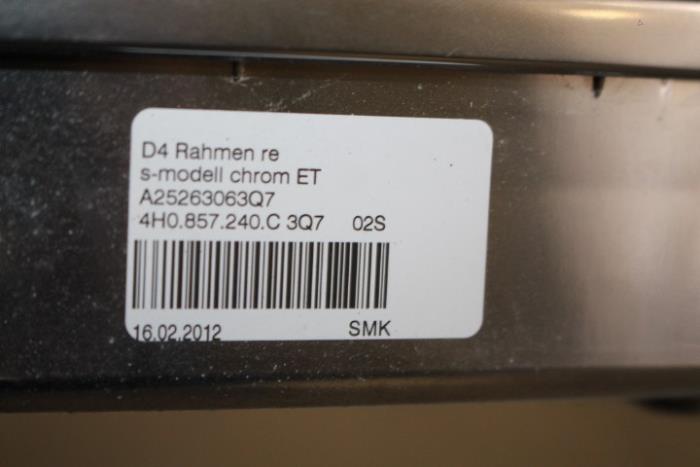 D4 Rahmen re
s-modell chrom ET
A25263063Q7
4H0.857.240.C 3Q7 02S
16.02.2012 SMK